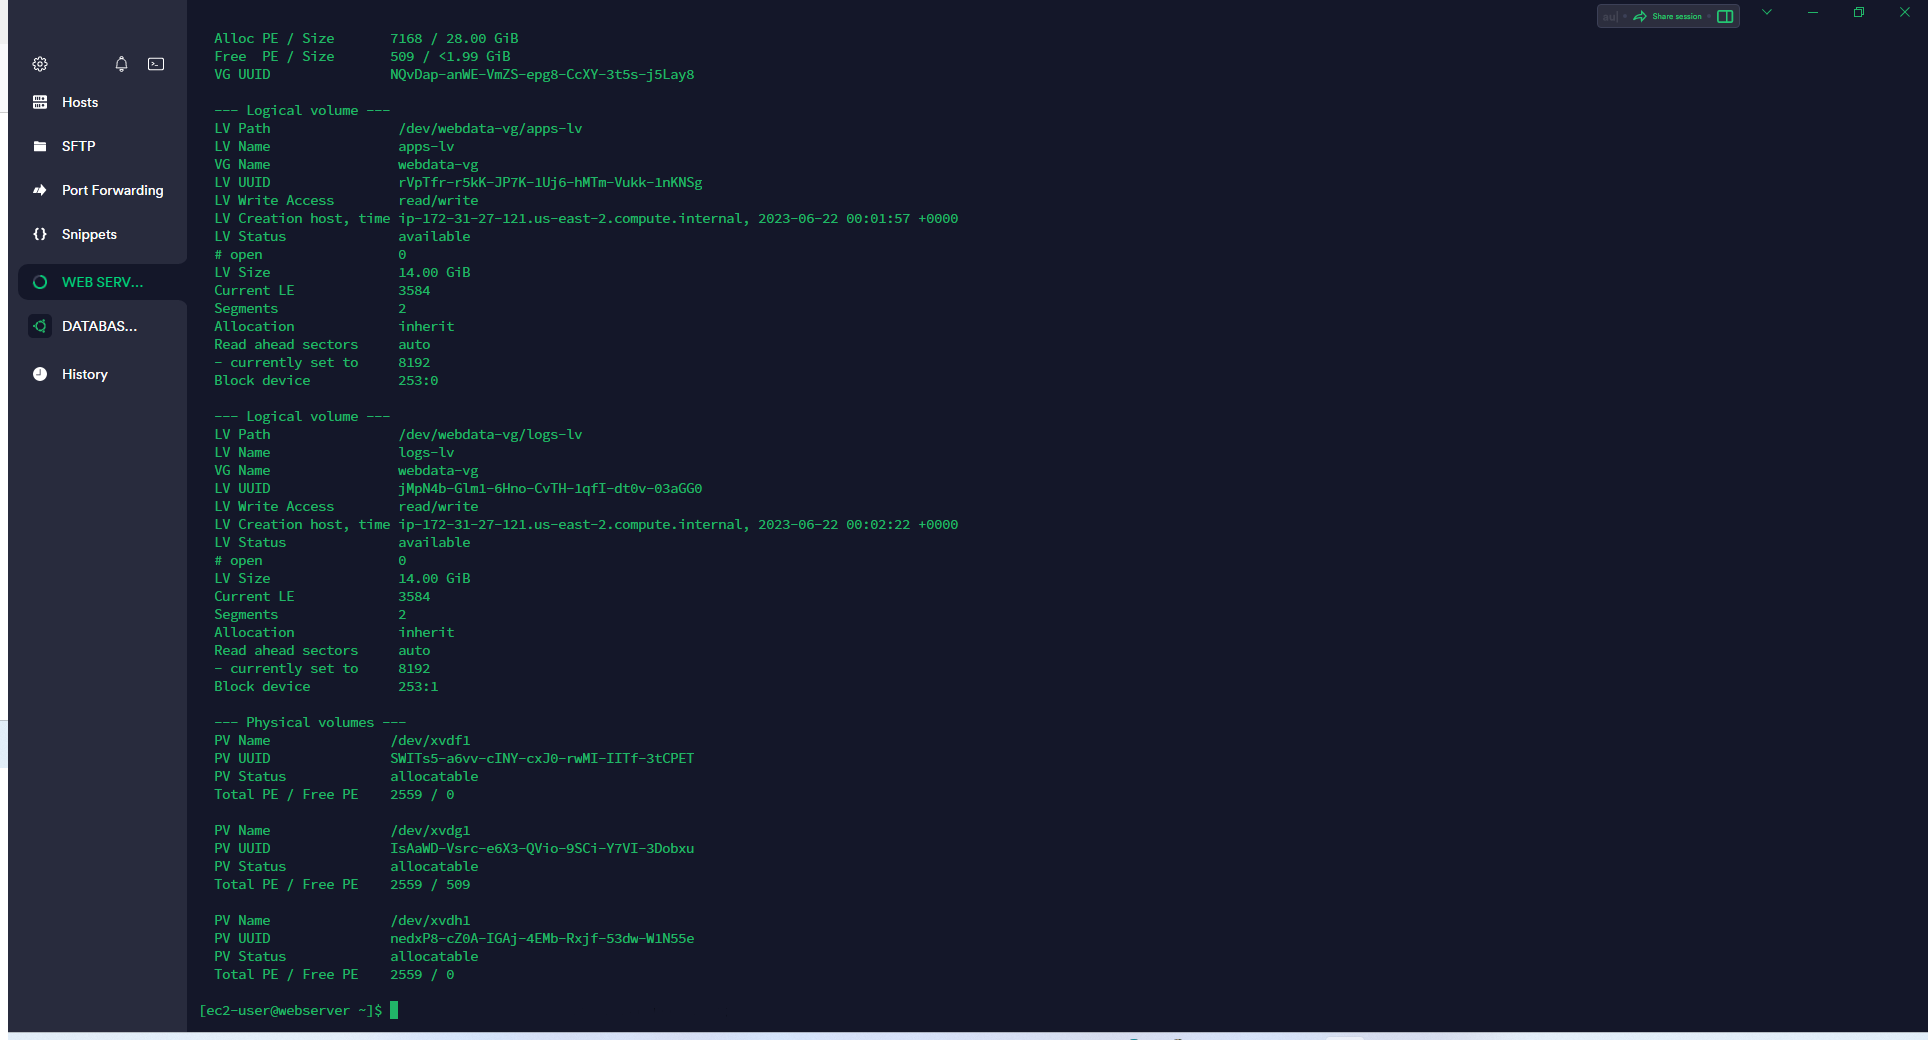 Share session
Alloc PE / Size       7168 / 28.00 GiB
Free  PE / Size       509 / <1.99 GiB
VG UUID               NQvDap-anWE-VmZS-epg8-CcXY-3t5s-j5Lay8
--- Logical volume ---
LV Path                /dev/webdata-vg/apps-lv
LV Name                apps-lv
VG Name                webdata-vg
LV UUID                rVpTfr-r5kK-JP7K-1Uj6-hMTm-Vukk-1nKNSg
LV Write Access        read/write
LV Creation host, time ip-172-31-27-121.us-east-2.compute.internal, 2023-06-22 00:01:57 +0000
LV Status              available
# open                 0
LV Size                14.00 GiB
Current LE             3584
Segments               2
Allocation             inherit
Read ahead sectors     auto
- currently set to     8192
Block device           253:0
--- Logical volume ---
LV Path                /dev/webdata-vg/logs-lv
LV Name                logs-lv
VG Name                webdata-vg
LV UUID                jMpN4b-Glm1-6Hno-CvTH-1qfI-dt0v-03aGG0
LV Write Access        read/write
LV Creation host, time ip-172-31-27-121.us-east-2.compute.internal, 2023-06-22 00:02:22 +0000
LV Status              available
# open                 0
LV Size                14.00 GiB
Current LE             3584
Segments               2
Allocation             inherit
Read ahead sectors     auto
- currently set to     8192
Block device           253:1
--- Physical volumes ---
PV Name               /dev/xvdf1
PV UUID               SWITs5-a6vv-cINY-cxJ0-rwMI-IITf-3tCPET
PV Status             allocatable
Total PE / Free PE    2559 / 0
PV Name               /dev/xvdg1
PV UUID               IsAaWD-Vsrc-e6X3-QVio-9SCi-Y7VI-3Dobxu
PV Status             allocatable
Total PE / Free PE    2559 / 509
PV Name               /dev/xvdh1
PV UUID               nedxP8-cZ0A-IGAj-4EMb-Rxjf-53dw-W1N55e
PV Status             allocatable
Total PE / Free PE    2559 / 0
[ec2-user@webserver ~]$
Hosts
SFTP
Port Forwarding
Snippets
WEB SERV...
DATABAS...
History